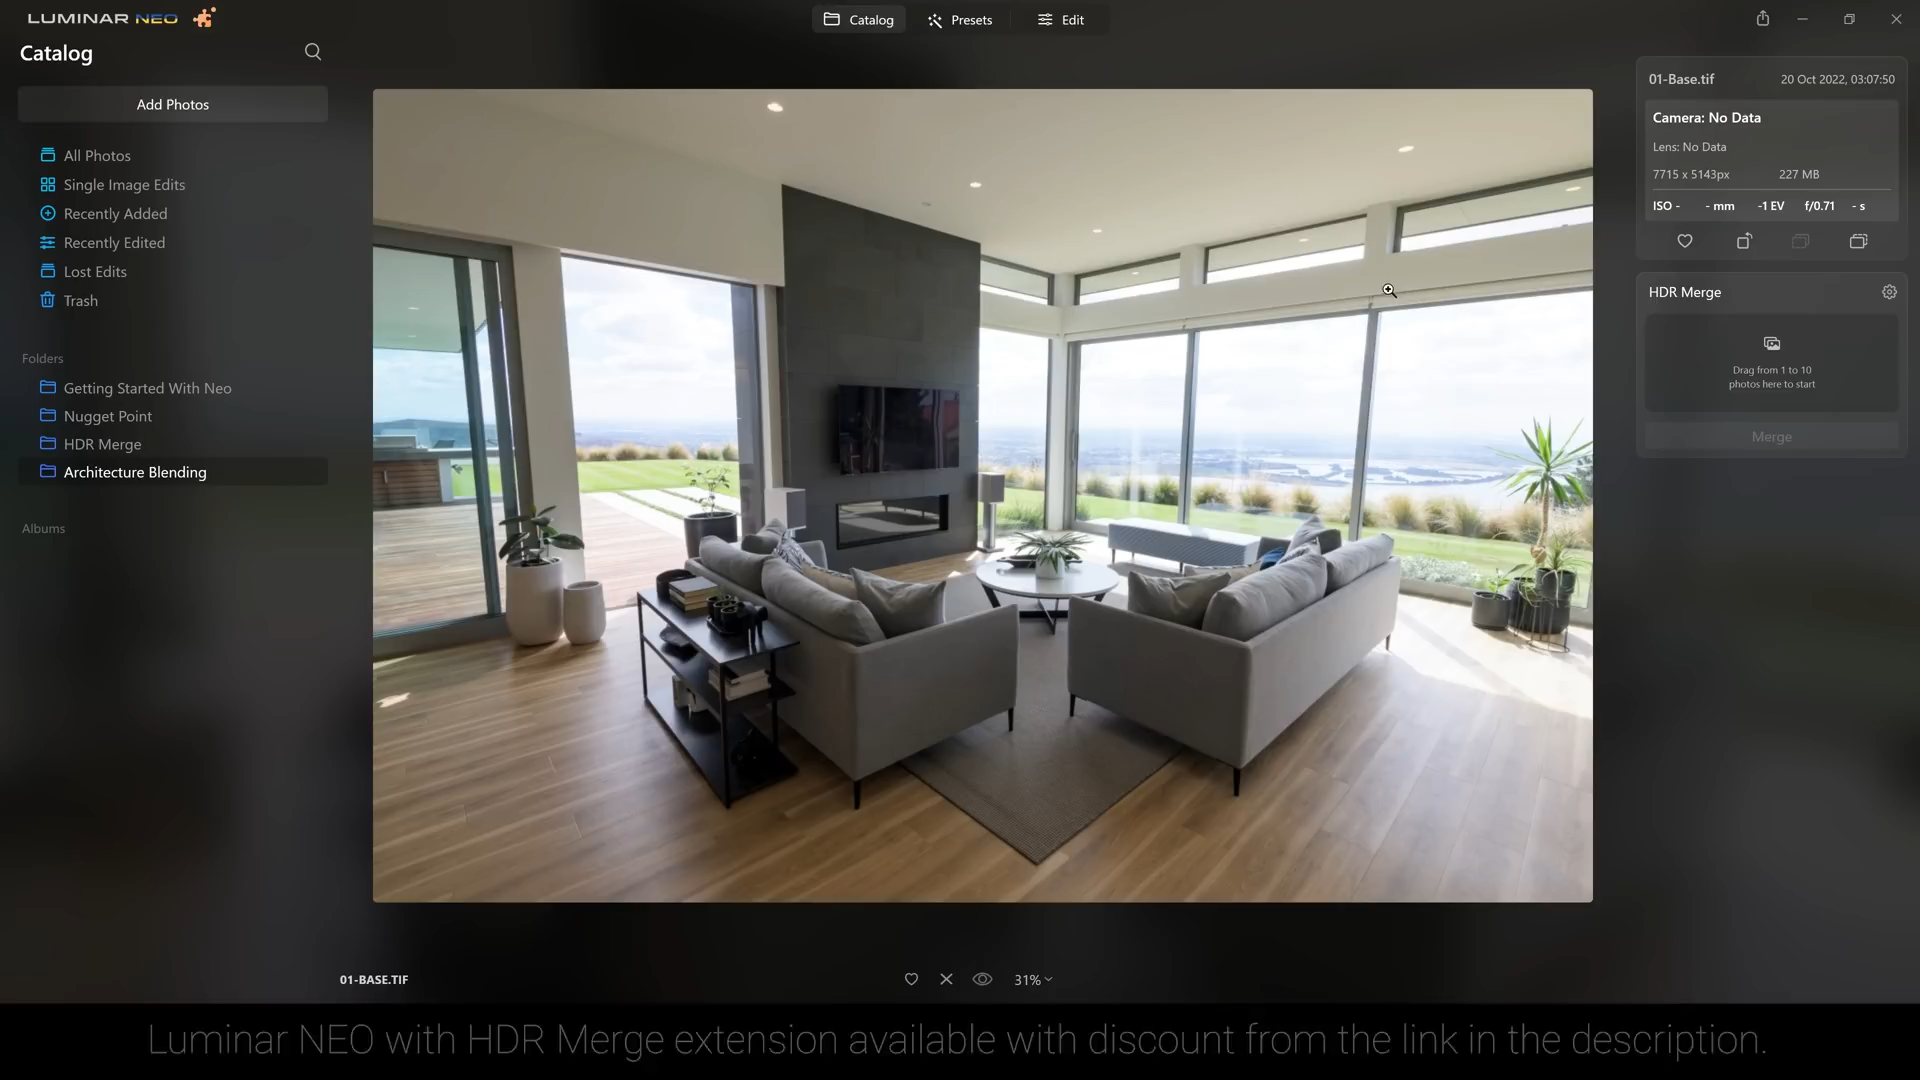 LUMINAR NEO
Catalog
Presets
Edit
Catalog
Add Photos
All Photos
Single Image Edits
Recently Added
Recently Edited
Lost Edits
Trash
Folders
Getting Started With Neo
Nugget Point
HDR Merge
Architecture Blending
Albums
01-Base.tif 20 Oct 2022, 03:07:50
Camera: No Data
Lens: No Data
7715 x 5143px 227 MB
ISO - - mm -1 EV f/0.71 - s
HDR Merge
Drag from 1 to 10
photos here to start
Merge
01-BASE.TIF
31%
Luminar NEO with HDR Merge extension available with discount from the link in the description.